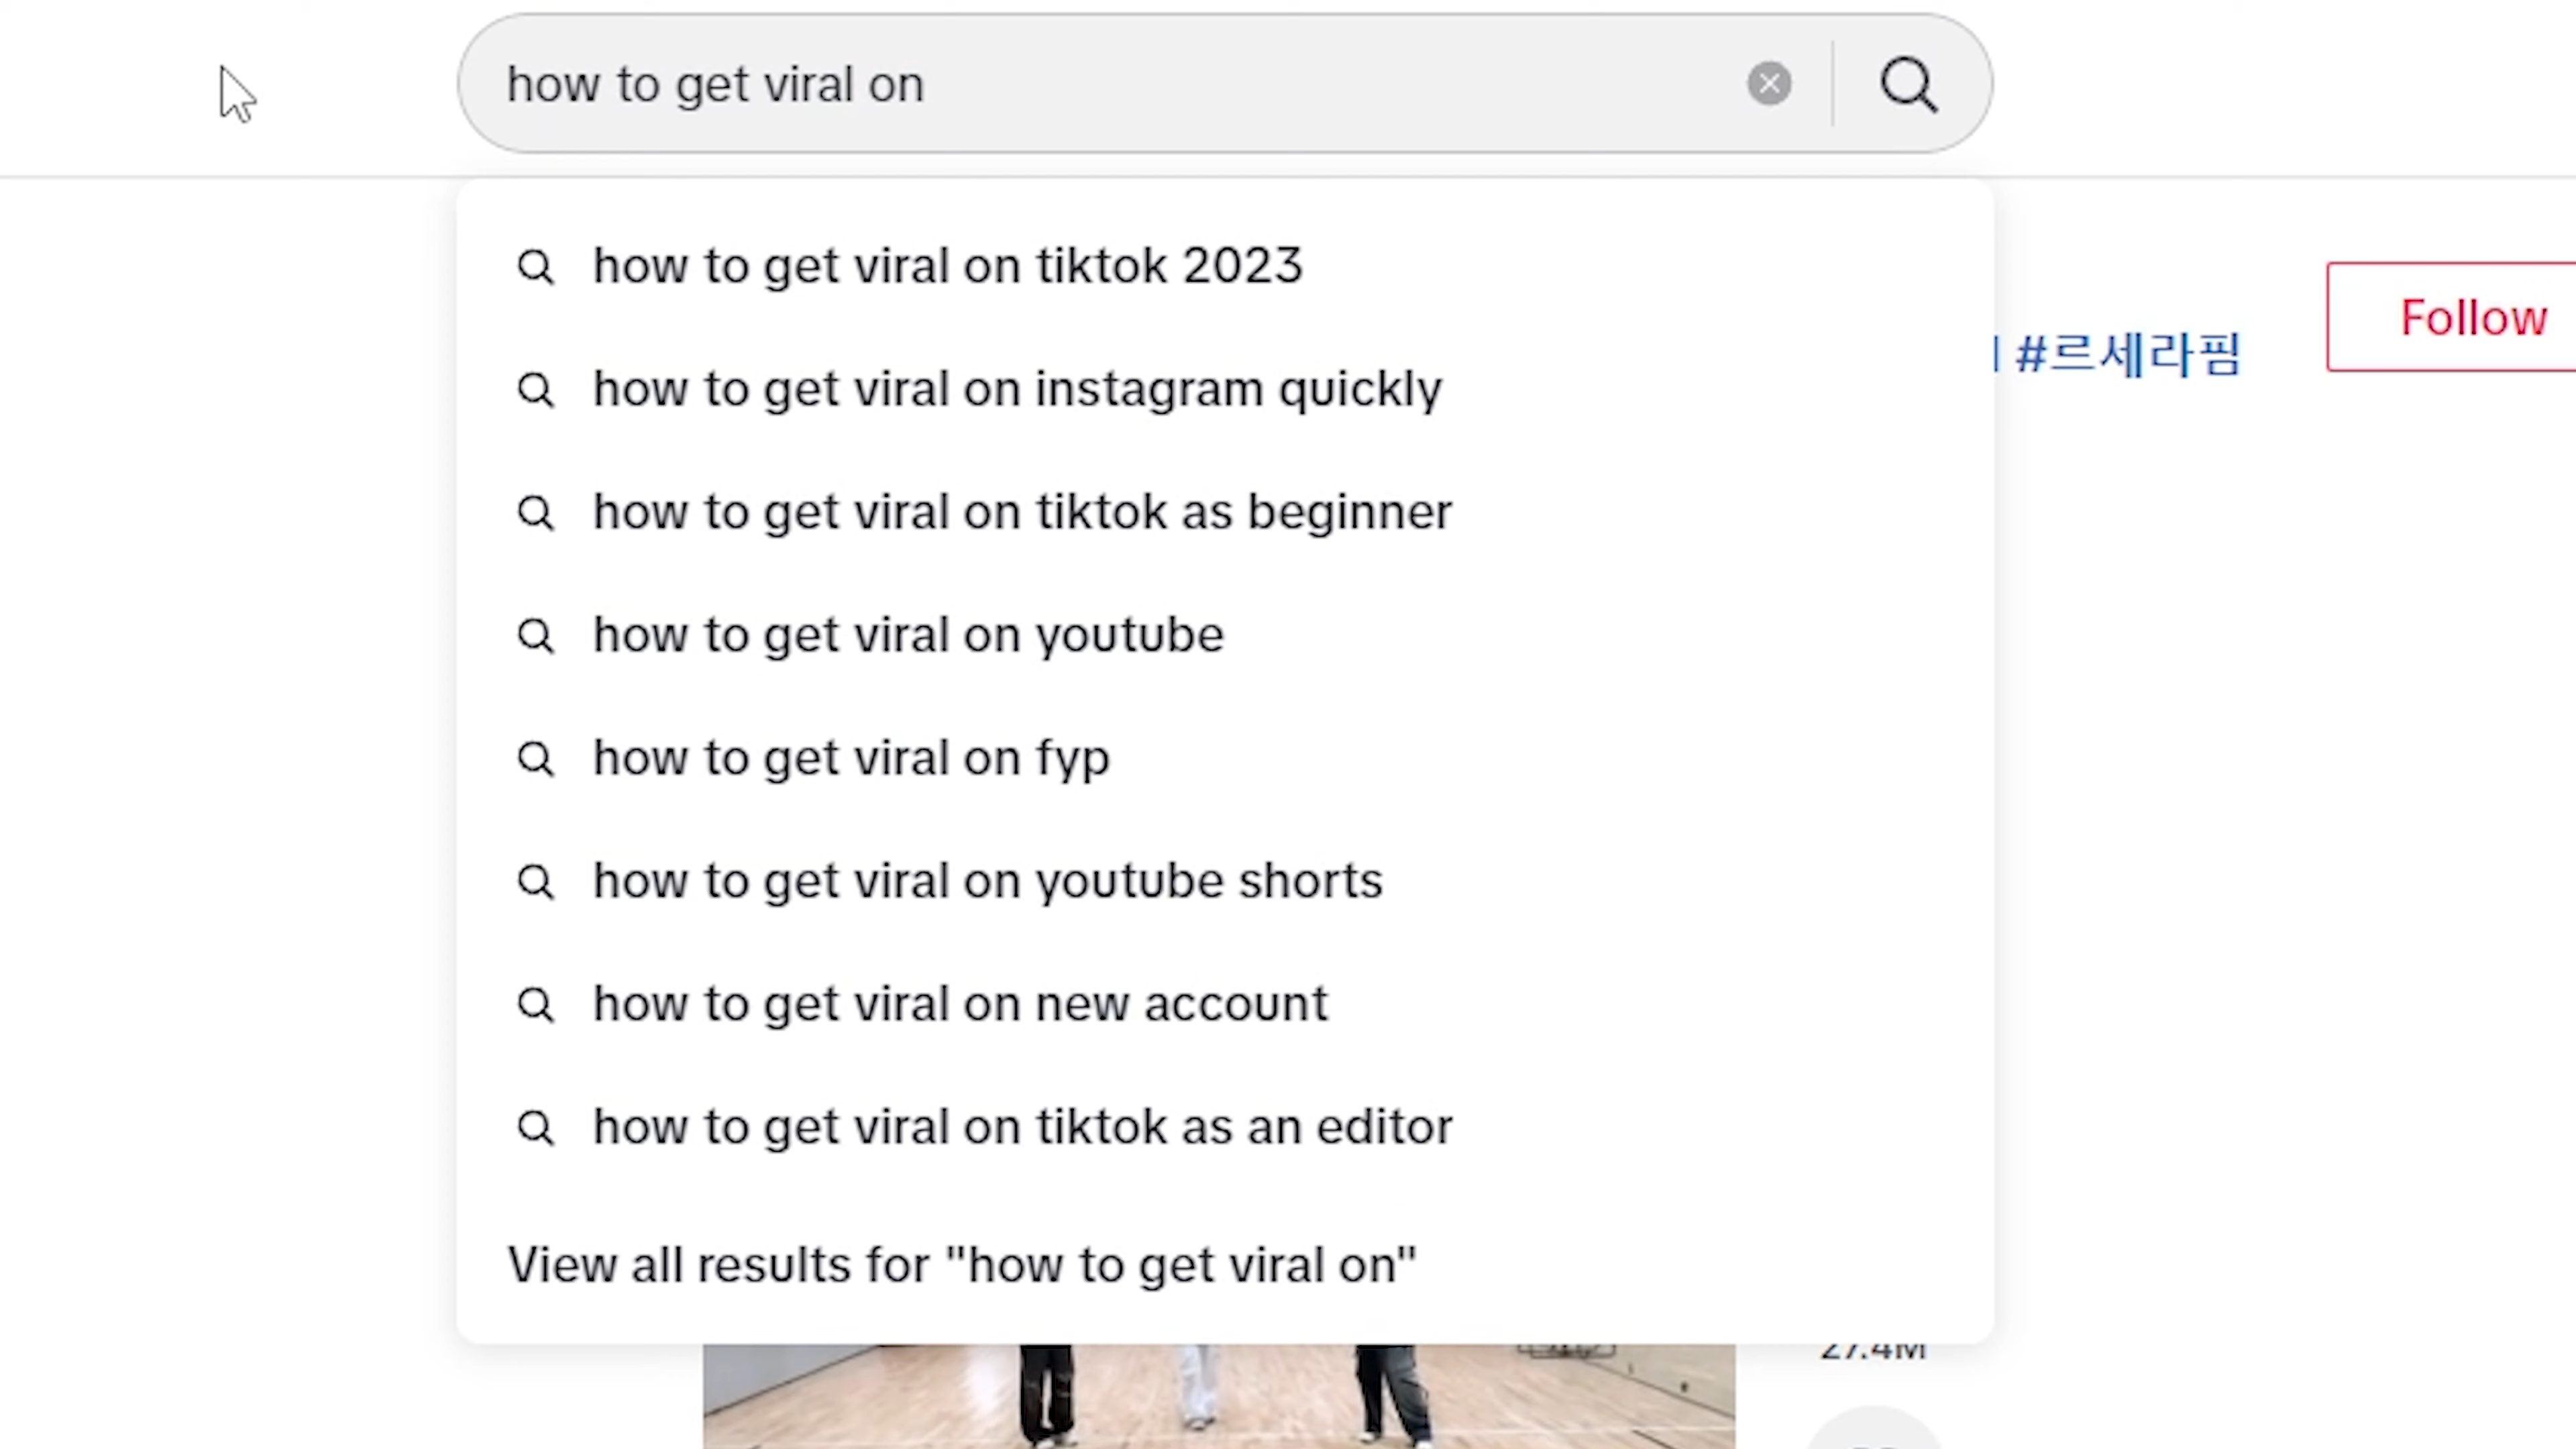 how to get viral on
how to get viral on tiktok 2023
how to get viral on instagram quickly
how to get viral on tiktok as beginner
how to get viral on youtube
how to get viral on fyp
how to get viral on youtube shorts
how to get viral on new account
how to get viral on tiktok as an editor
View all results for "how to get viral on"
#르세라핌
Follow
27.4M